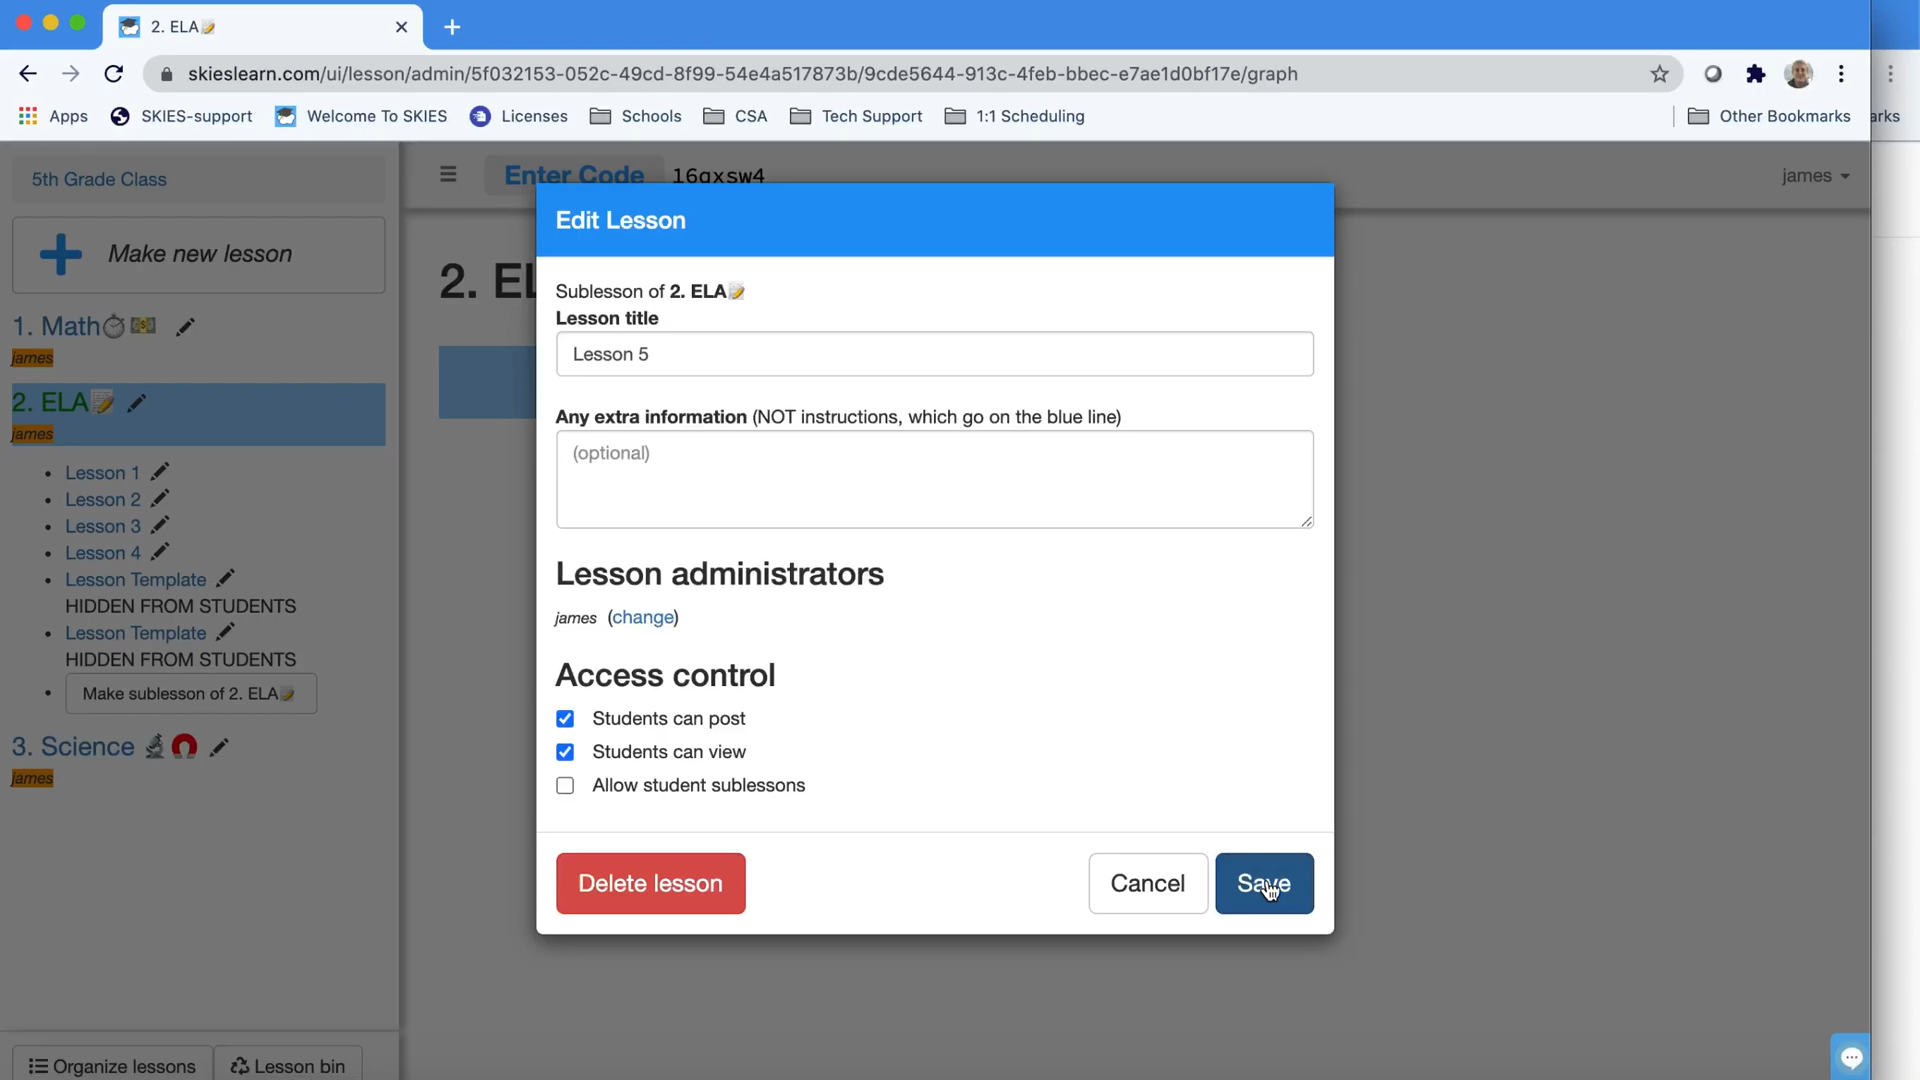 2. ELA📝
skieslearn.com/ui/lesson/admin/5f032153-052c-49cd-8f99-54e4a517873b/9cde5644-913c-4feb-bbec-e7ae1d0bf17e/graph
Apps SKIES-support Welcome To SKIES Licenses Schools CSA Tech Support 1:1 Scheduling Other Bookmarks arks
5th Grade Class
Make new lesson
1. Math⏱💵
james
2. ELA📝
james
Lesson 1
Lesson 2
Lesson 3
Lesson 4
Lesson Template
HIDDEN FROM STUDENTS
Lesson Template
HIDDEN FROM STUDENTS
Make sublesson of 2. ELA📝
3. Science 🔬🧲
james
Organize lessons Lesson bin
Enter Code 16qxsw4 james
2. EL
Edit Lesson
Sublesson of 2. ELA📝
Lesson title
Lesson 5
Any extra information (NOT instructions, which go on the blue line)
(optional)
Lesson administrators
james (change)
Access control
Students can post
Students can view
Allow student sublessons
Delete lesson Cancel Save